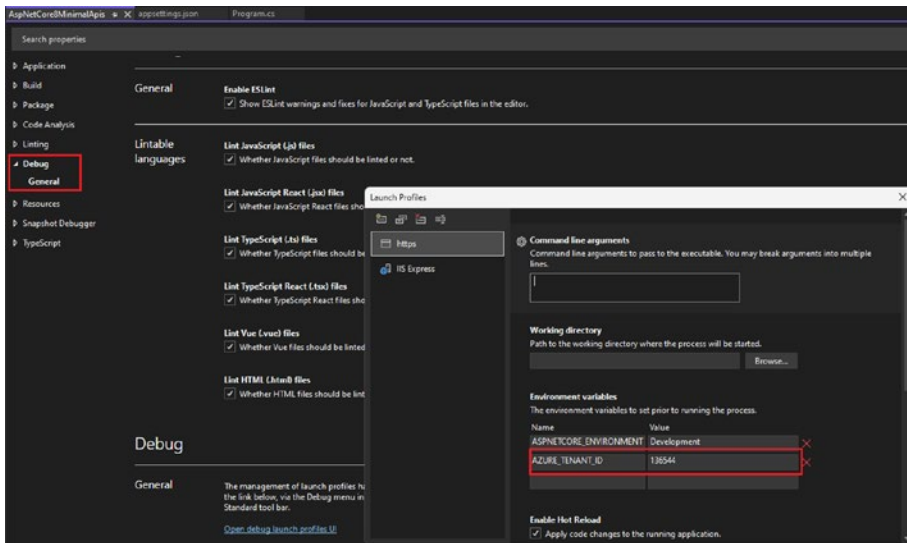 AspNetCore8MinimalApis
appsettings.json
Program.cs
Search properties
Application
Build
Package
Code Analysis
Linting
Debug
General
Resources
Snapshot Debugger
TypeScript
General
Enable ESLint
Show ESLint warnings and fixes for JavaScript and TypeScript files in the editor.
Lintable
languages
Lint JavaScript (.js) files
Whether JavaScript files should be linted or not.
Lint JavaScript React (.jsx) files
Whether JavaScript React files sho
Lint TypeScript (.ts) files
Whether TypeScript files should be
Lint TypeScript React (.tsx) files
Whether TypeScript React files sho
Lint Vue (.vue) files
Whether Vue files should be linted
Lint HTML (.html) files
Whether HTML files should be lint
Debug
General
The management of launch profiles ha
the link below, via the Debug menu in
Standard tool bar.
Open debug launch profiles UI
Launch Profiles
https
IIS Express
Command line arguments
Command line arguments to pass to the executable. You may break arguments into multiple
lines.
Working directory
Path to the working directory where the process will be started.
Browse...
Environment variables
The environment variables to set prior to running the process.
Name Value
ASPNETCORE_ENVIRONMENT Development
AZURE_TENANT_ID 136544
Enable Hot Reload
Apply code changes to the running application.